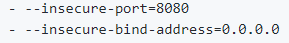 - --insecure-port=8080
- --insecure-bind-address=0.0.0.0